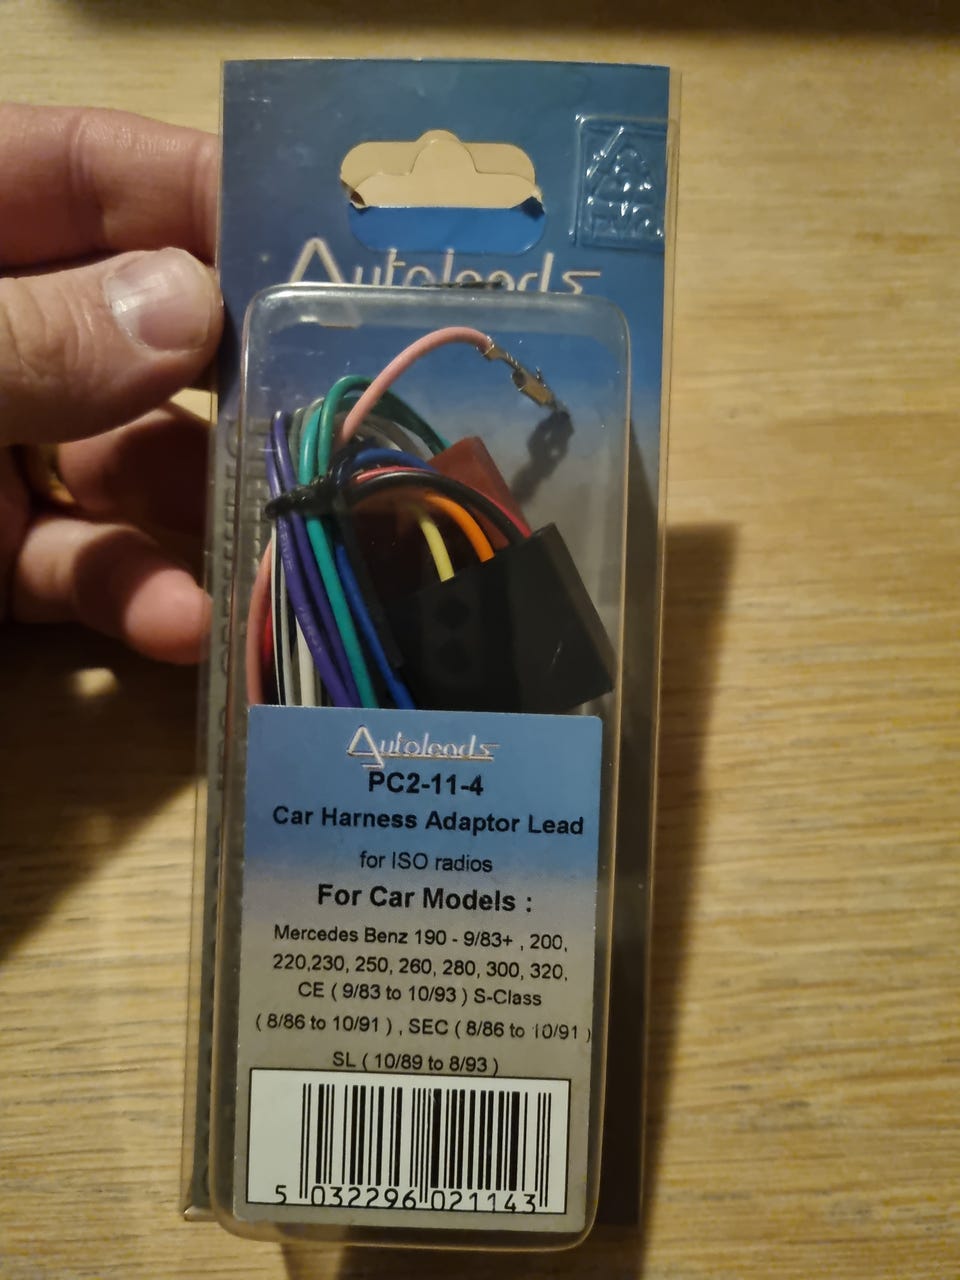 Autoleads
Autoleads
PC2-11-4
Car Harness Adaptor Lead
for ISO radios
For Car Models :
Mercedes Benz 190 - 9/83+ , 200,
220,230, 250, 260, 280, 300, 320,
CE ( 9/83 to 10/93 ) S-Class
( 8/86 to 10/91 ) , SEC ( 8/86 to 10/91 )
SL ( 10/89 to 8/93 )
5 032296 021143